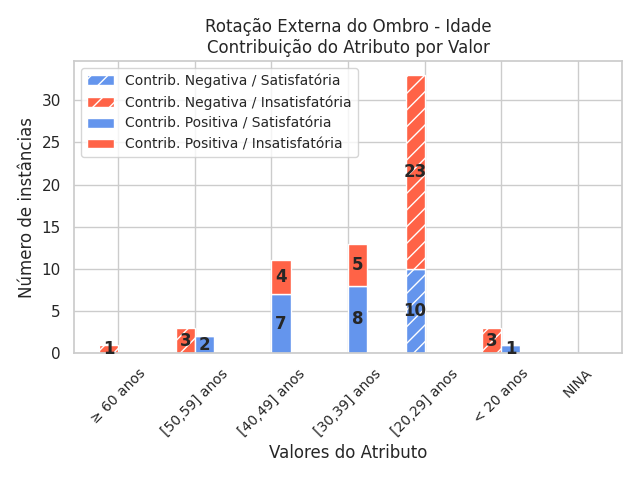 Rotação Externa do Ombro - Idade
Contribuição do Atributo por Valor
Contrib. Negativa / Satisfatória
Contrib. Negativa / Insatisfatória
Contrib. Positiva / Satisfatória
Contrib. Positiva / Insatisfatória
Número de instâncias
30
25
20
15
10
5
0
1
3
2
4
7
5
8
23
10
3
1
≥ 60 anos
[50,59] anos
[40,49] anos
[30,39] anos
[20,29] anos
< 20 anos
NINA
Valores do Atributo